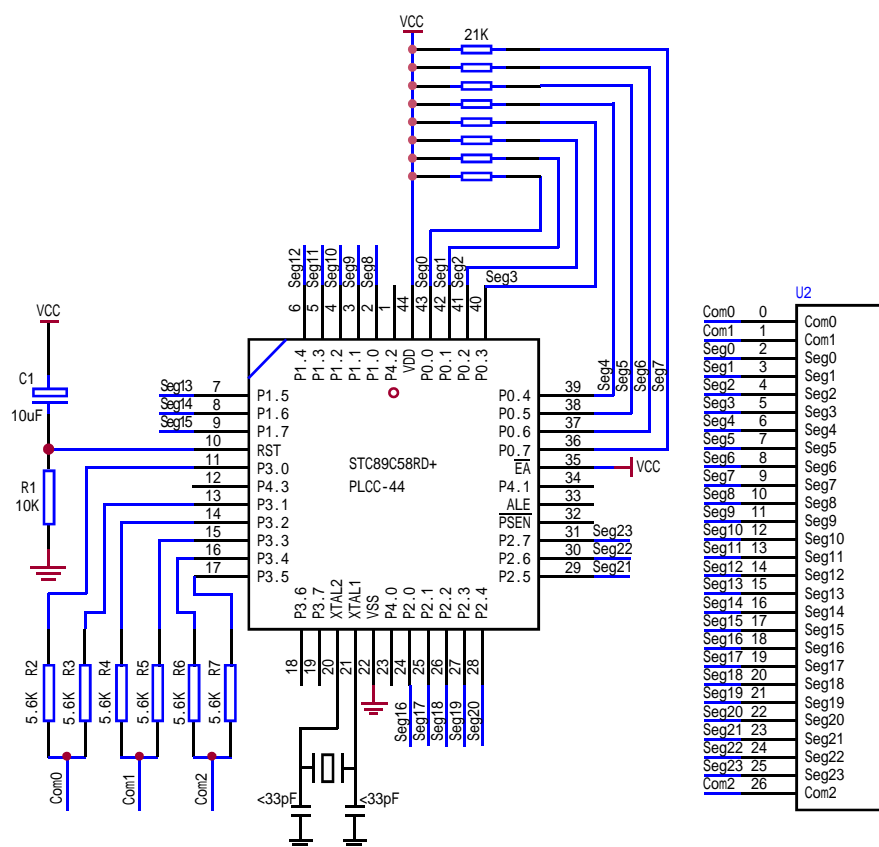 VCC
21K
Seg12
Seg11
Seg10
Seg9
Seg8
Seg0
Seg1
Seg2
Seg3
6
5
4
3
2
1
44
43
42
41
40
P1.4
P1.3
P1.2
P1.1
P1.0
P4.2
VDD
P0.0
P0.1
P0.2
P0.3
VCC
C1
10uF
R1
10K
Seg13 7 P1.5
Seg14 8 P1.6
Seg15 9 P1.7
10 RST
11 P3.0
12 P4.3
13 P3.1
14 P3.2
15 P3.3
16 P3.4
17 P3.5
STC89C58RD+
PLCC-44
Seg4
Seg5
Seg6
Seg7
P0.4 39
P0.5 38
P0.6 37
P0.7 36
EA 35 VCC
P4.1 34
ALE 33
PSEN 32
P2.7 31 Seg23
P2.6 30 Seg22
P2.5 29 Seg21
P3.6
P3.7
XTAL2
XTAL1
VSS
P4.0
P2.0
P2.1
P2.2
P2.3
P2.4
18
19
20
21
22
23
24
25
26
27
28
Seg16
Seg17
Seg18
Seg19
Seg20
R2
5.6K
R3
5.6K
R4
5.6K
R5
5.6K
R6
5.6K
R7
5.6K
Com0
Com1
Com2
<33pF
<33pF
U2
Com0 0 Com0
Com1 1 Com1
Seg0 2 Seg0
Seg1 3 Seg1
Seg2 4 Seg2
Seg3 5 Seg3
Seg4 6 Seg4
Seg5 7 Seg5
Seg6 8 Seg6
Seg7 9 Seg7
Seg8 10 Seg8
Seg9 11 Seg9
Seg10 12 Seg10
Seg11 13 Seg11
Seg12 14 Seg12
Seg13 15 Seg13
Seg14 16 Seg14
Seg15 17 Seg15
Seg16 18 Seg16
Seg17 19 Seg17
Seg18 20 Seg18
Seg19 21 Seg19
Seg20 22 Seg20
Seg21 23 Seg21
Seg22 24 Seg22
Seg23 25 Seg23
Com2 26 Com2